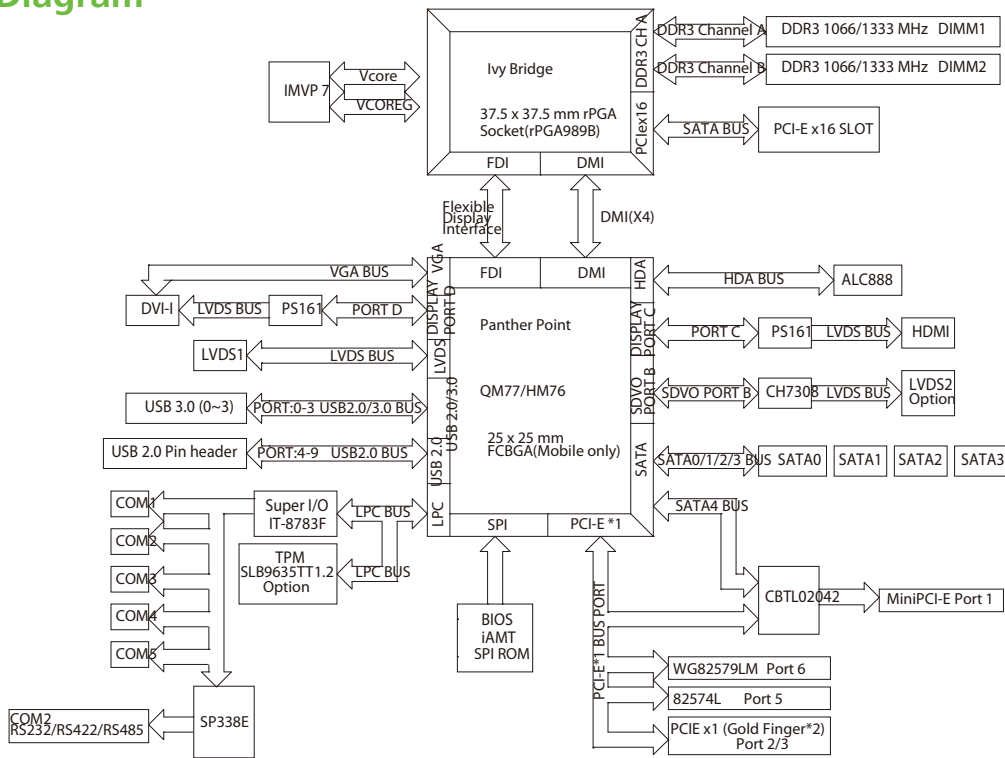 Diagram
IMVP 7
Vcore
VCOREG
Ivy Bridge
37.5 x 37.5 mm rPGA
Socket(rPGA989B)
FDI
DMI
DDR3 CH A
PCIex16
DDR3 Channel A
DDR3 1066/1333 MHz DIMM1
DDR3 Channel B
DDR3 1066/1333 MHz DIMM2
SATA BUS
PCI-E x16 SLOT
Flexible
Display
Interface
DMI(X4)
VGA BUS
VGA
FDI
DMI
HDA
HDA BUS
ALC888
DVI-I
LVDS BUS
PS161
PORT D
DISPLAY
PORT D
Panther Point
DISPLAY
PORT C
PORT C
PS161
LVDS BUS
HDMI
LVDS1
LVDS BUS
LVDS
QM77/HM76
SDVO
PORT B
SDVO PORT B
CH7308
LVDS BUS
LVDS2
Option
USB 3.0 (0~3)
PORT:0-3 USB2.0/3.0 BUS
USB 2.0/3.0
25 x 25 mm
FCBGA(Mobile only)
USB 2.0 Pin header
PORT:4-9 USB2.0 BUS
USB 2.0
SATA
SATA0/1/2/3 BUS
SATA0
SATA1
SATA2
SATA3
COM1
COM2
COM3
COM4
COM5
Super I/O
IT-8783F
LPC BUS
LPC
SPI
PCI-E *1
SATA4 BUS
TPM
SLB9635TT1.2
Option
LPC BUS
BIOS
iAMT
SPI ROM
PCI-E*1 BUS PORT
CBTL02042
MiniPCI-E Port 1
WG82579LM Port 6
82574L Port 5
PCIE x1 (Gold Finger*2)
Port 2/3
SP338E
COM2
RS232/RS422/RS485